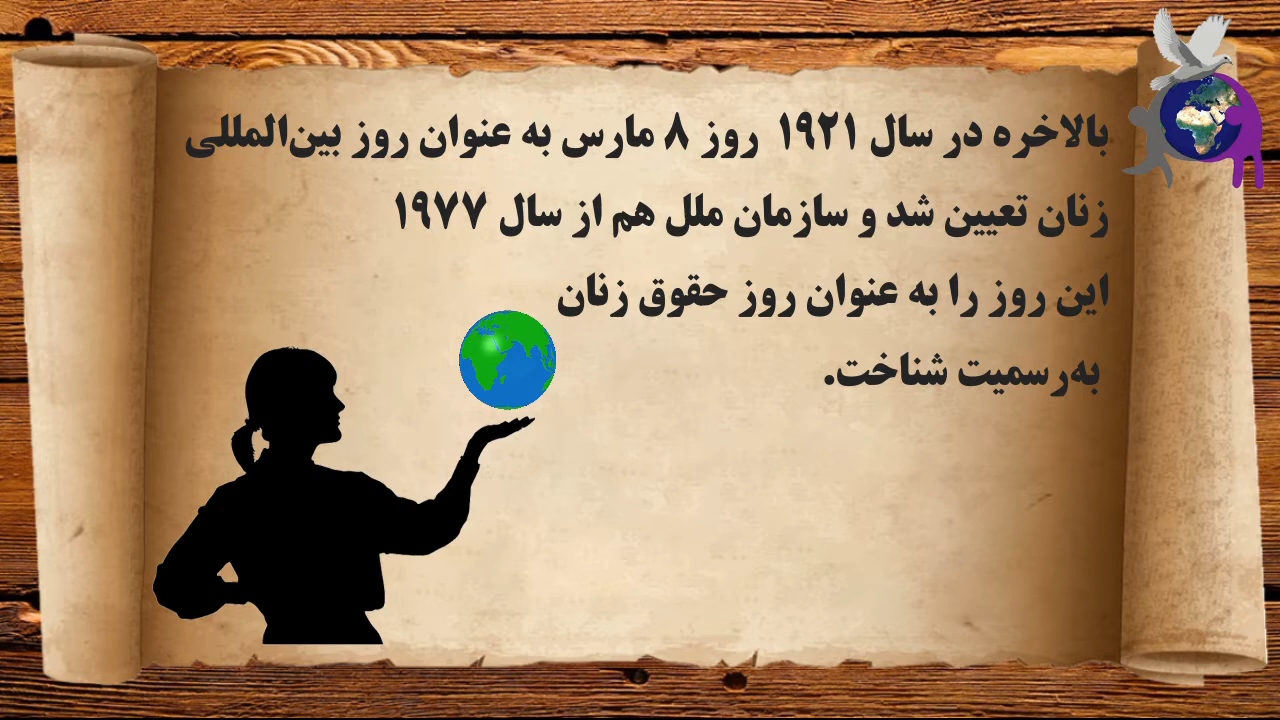 بالاخره در سال ۱۹۲۱ روز ۸ مارس به عنوان روز بین‌المللی
زنان تعیین شد و سازمان ملل هم از سال ۱۹۷۷
این روز را به عنوان روز حقوق زنان
به‌رسمیت شناخت.